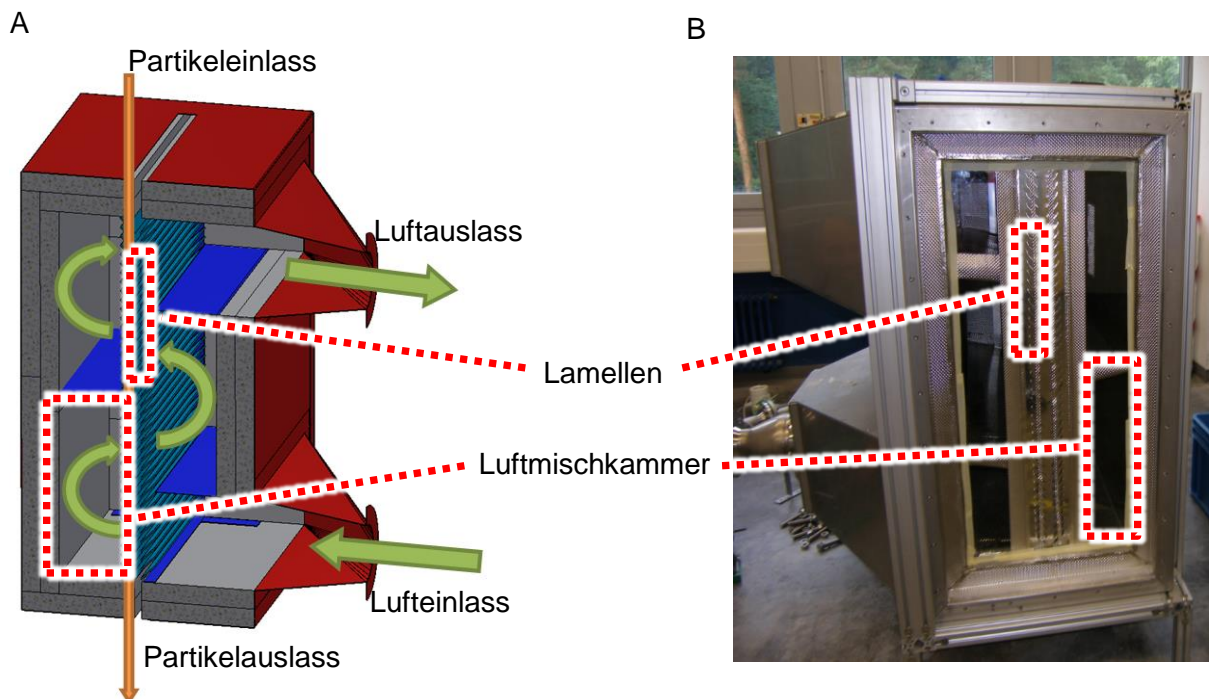 A
B
Partikeleinlass
Luftauslass
Lamellen
Luftmischkammer
Lufteinlass
Partikelauslass